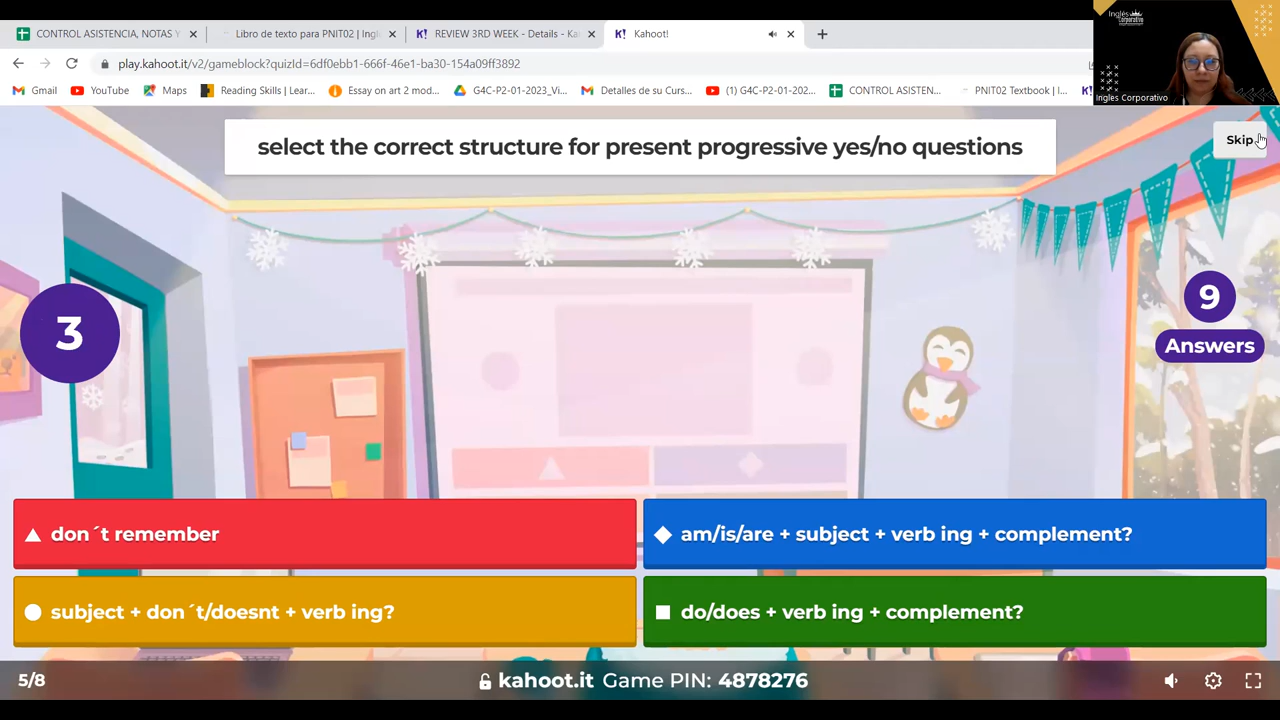 CONTROL ASISTENCIA, NOTAS Y
Libro de texto para PNIT02 | Ingl
REVIEW 3RD WEEK - Details - Ka
Kahoot!
play.kahoot.it/v2/gameblock?quizId=6df0ebb1-666f-46e1-ba30-154a09ff3892
Gmail
YouTube
Maps
Reading Skills | Lear...
Essay on art 2 mod...
G4C-P2-01-2023_Vi...
Detalles de su Curs...
(1) G4C-P2-01-202...
CONTROL ASISTEN...
PNIT02 Textbook | I...
Inglés
Corporativo
Ingles Corporativo
select the correct structure for present progressive yes/no questions
Skip
3
9
Answers
don´t remember
am/is/are + subject + verb ing + complement?
subject + don´t/doesnt + verb ing?
do/does + verb ing + complement?
5/8
kahoot.it Game PIN: 4878276